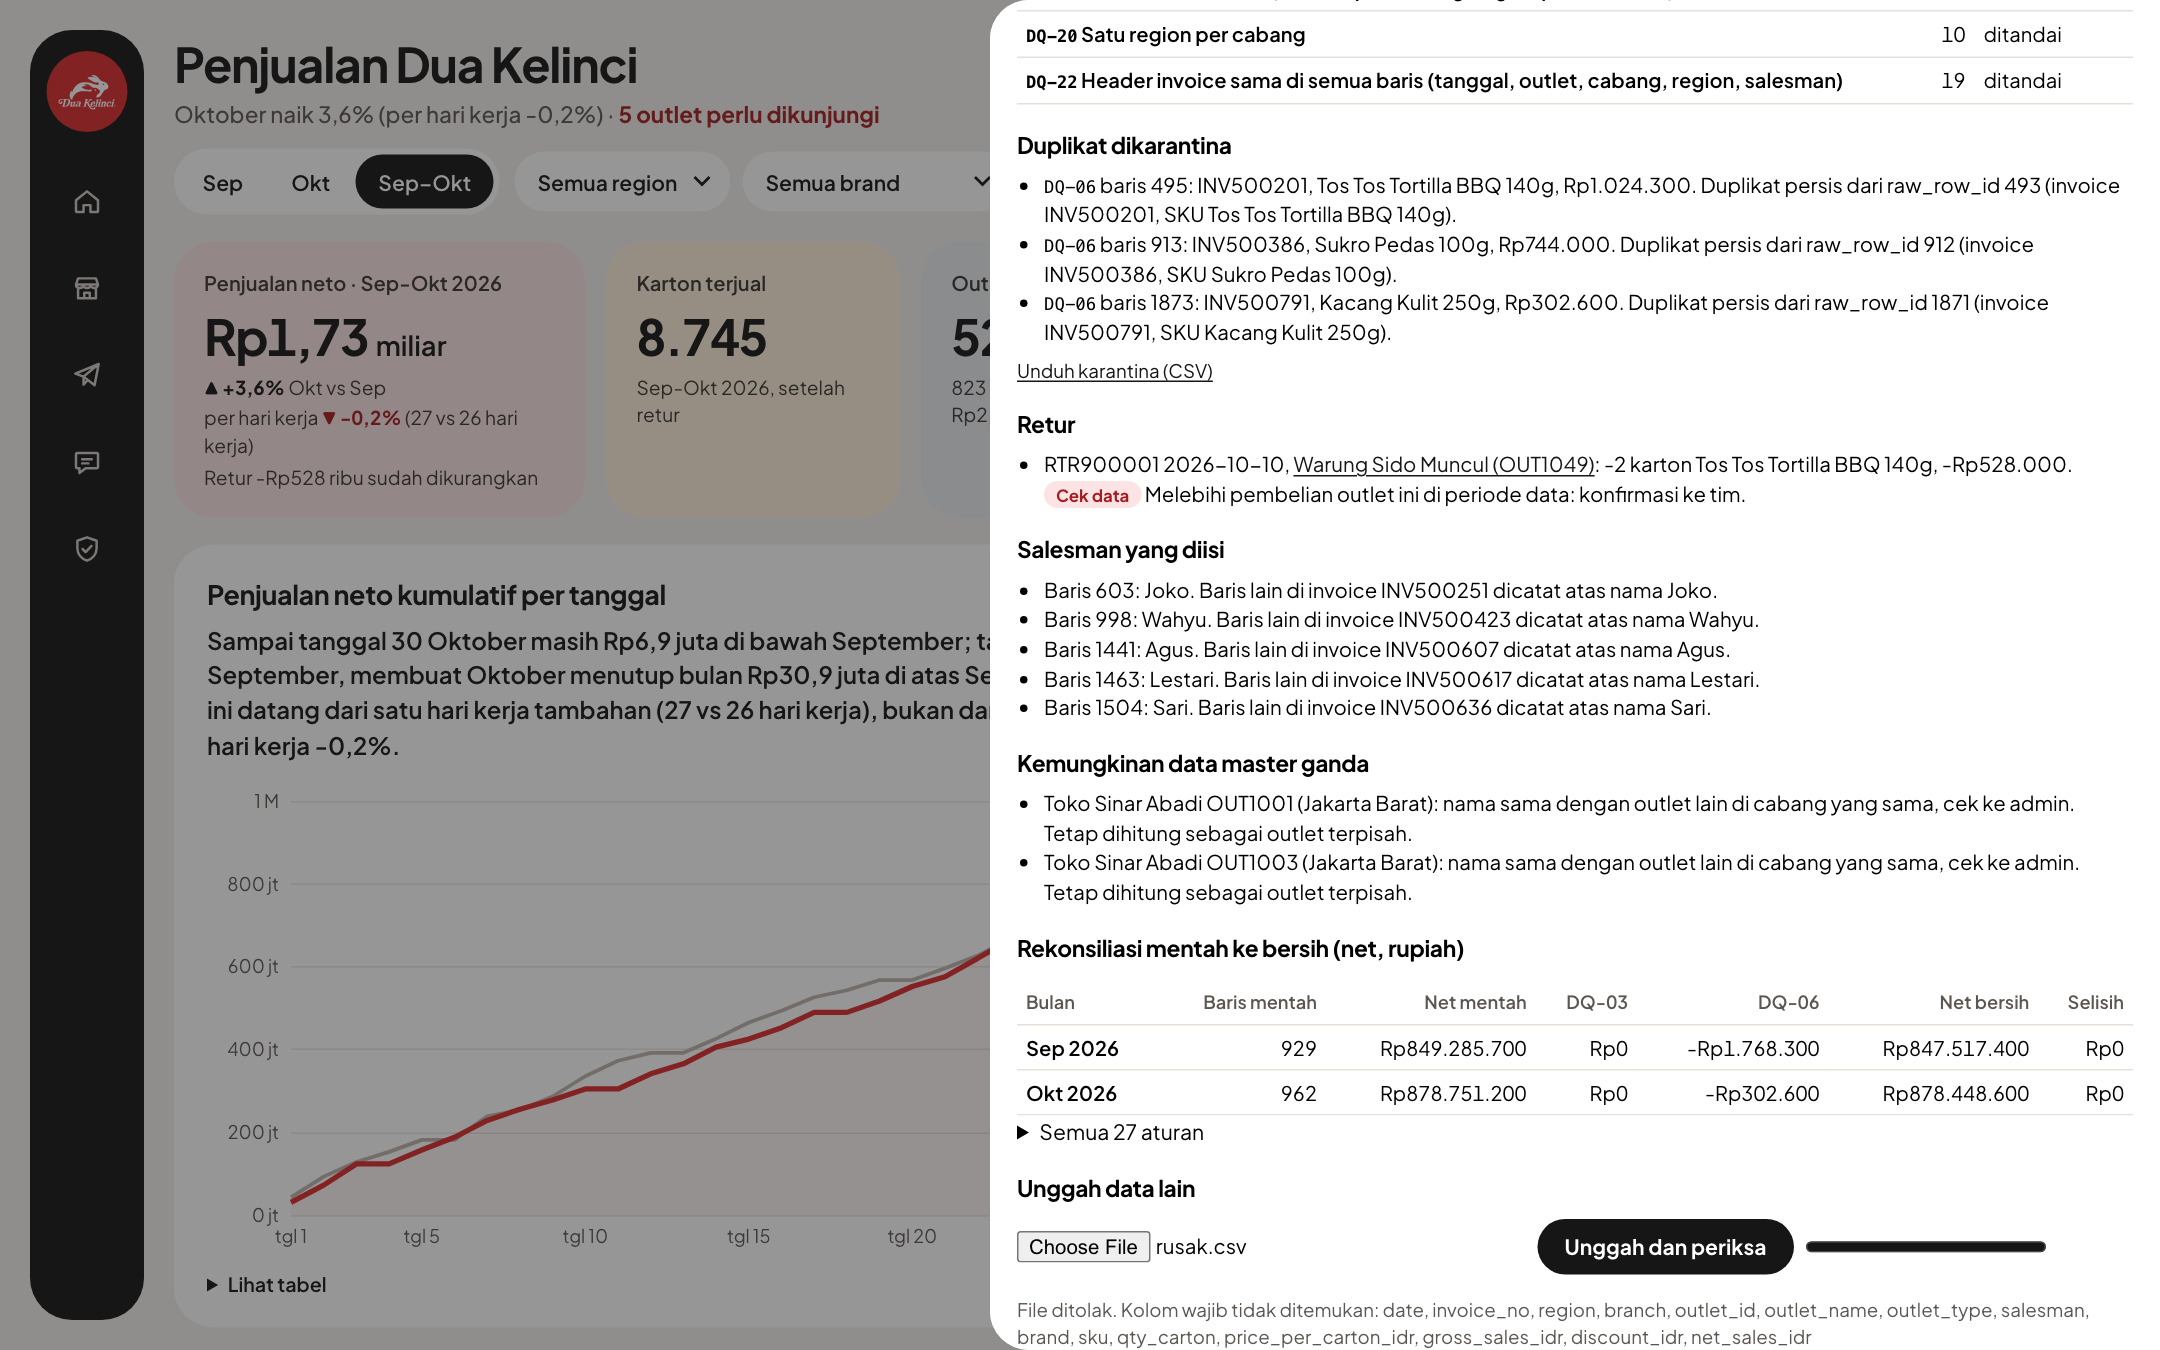 Dua Kelinci
Penjualan Dua Kelinci
Oktober naik 3,6% (per hari kerja -0,2%) · 5 outlet perlu dikunjungi
Sep
Okt
Sep–Okt
Semua region
Semua brand
Penjualan neto · Sep-Okt 2026
Rp1,73 miliar
▲ +3,6% Okt vs Sep
per hari kerja ▼ -0,2% (27 vs 26 hari
kerja)
Retur -Rp528 ribu sudah dikurangkan
Karton terjual
8.745
Sep-Okt 2026, setelah
retur
Out
52
823
Rp2
Penjualan neto kumulatif per tanggal
Sampai tanggal 30 Oktober masih Rp6,9 juta di bawah September; ta
September, membuat Oktober menutup bulan Rp30,9 juta di atas Se
ini datang dari satu hari kerja tambahan (27 vs 26 hari kerja), bukan da
hari kerja -0,2%.
1 M
800 jt
600 jt
400 jt
200 jt
0 jt
tgl 1
tgl 5
tgl 10
tgl 15
tgl 20
Lihat tabel
DQ-20 Satu region per cabang 10 ditandai
DQ-22 Header invoice sama di semua baris (tanggal, outlet, cabang, region, salesman) 19 ditandai
Duplikat dikarantina
DQ-06 baris 495: INV500201, Tos Tos Tortilla BBQ 140g, Rp1.024.300. Duplikat persis dari raw_row_id 493 (invoice
INV500201, SKU Tos Tos Tortilla BBQ 140g).
DQ-06 baris 913: INV500386, Sukro Pedas 100g, Rp744.000. Duplikat persis dari raw_row_id 912 (invoice
INV500386, SKU Sukro Pedas 100g).
DQ-06 baris 1873: INV500791, Kacang Kulit 250g, Rp302.600. Duplikat persis dari raw_row_id 1871 (invoice
INV500791, SKU Kacang Kulit 250g).
Unduh karantina (CSV)
Retur
RTR900001 2026-10-10, Warung Sido Muncul (OUT1049): -2 karton Tos Tos Tortilla BBQ 140g, -Rp528.000.
Cek data Melebihi pembelian outlet ini di periode data: konfirmasi ke tim.
Salesman yang diisi
Baris 603: Joko. Baris lain di invoice INV500251 dicatat atas nama Joko.
Baris 998: Wahyu. Baris lain di invoice INV500423 dicatat atas nama Wahyu.
Baris 1441: Agus. Baris lain di invoice INV500607 dicatat atas nama Agus.
Baris 1463: Lestari. Baris lain di invoice INV500617 dicatat atas nama Lestari.
Baris 1504: Sari. Baris lain di invoice INV500636 dicatat atas nama Sari.
Kemungkinan data master ganda
Toko Sinar Abadi OUT1001 (Jakarta Barat): nama sama dengan outlet lain di cabang yang sama, cek ke admin.
Tetap dihitung sebagai outlet terpisah.
Toko Sinar Abadi OUT1003 (Jakarta Barat): nama sama dengan outlet lain di cabang yang sama, cek ke admin.
Tetap dihitung sebagai outlet terpisah.
Rekonsiliasi mentah ke bersih (net, rupiah)
Bulan Baris mentah Net mentah DQ-03 DQ-06 Net bersih Selisih
Sep 2026 929 Rp849.285.700 Rp0 -Rp1.768.300 Rp847.517.400 Rp0
Okt 2026 962 Rp878.751.200 Rp0 -Rp302.600 Rp878.448.600 Rp0
Semua 27 aturan
Unggah data lain
Choose File rusak.csv
Unggah dan periksa
File ditolak. Kolom wajib tidak ditemukan: date, invoice_no, region, branch, outlet_id, outlet_name, outlet_type, salesman,
brand, sku, qty_carton, price_per_carton_idr, gross_sales_idr, discount_idr, net_sales_idr